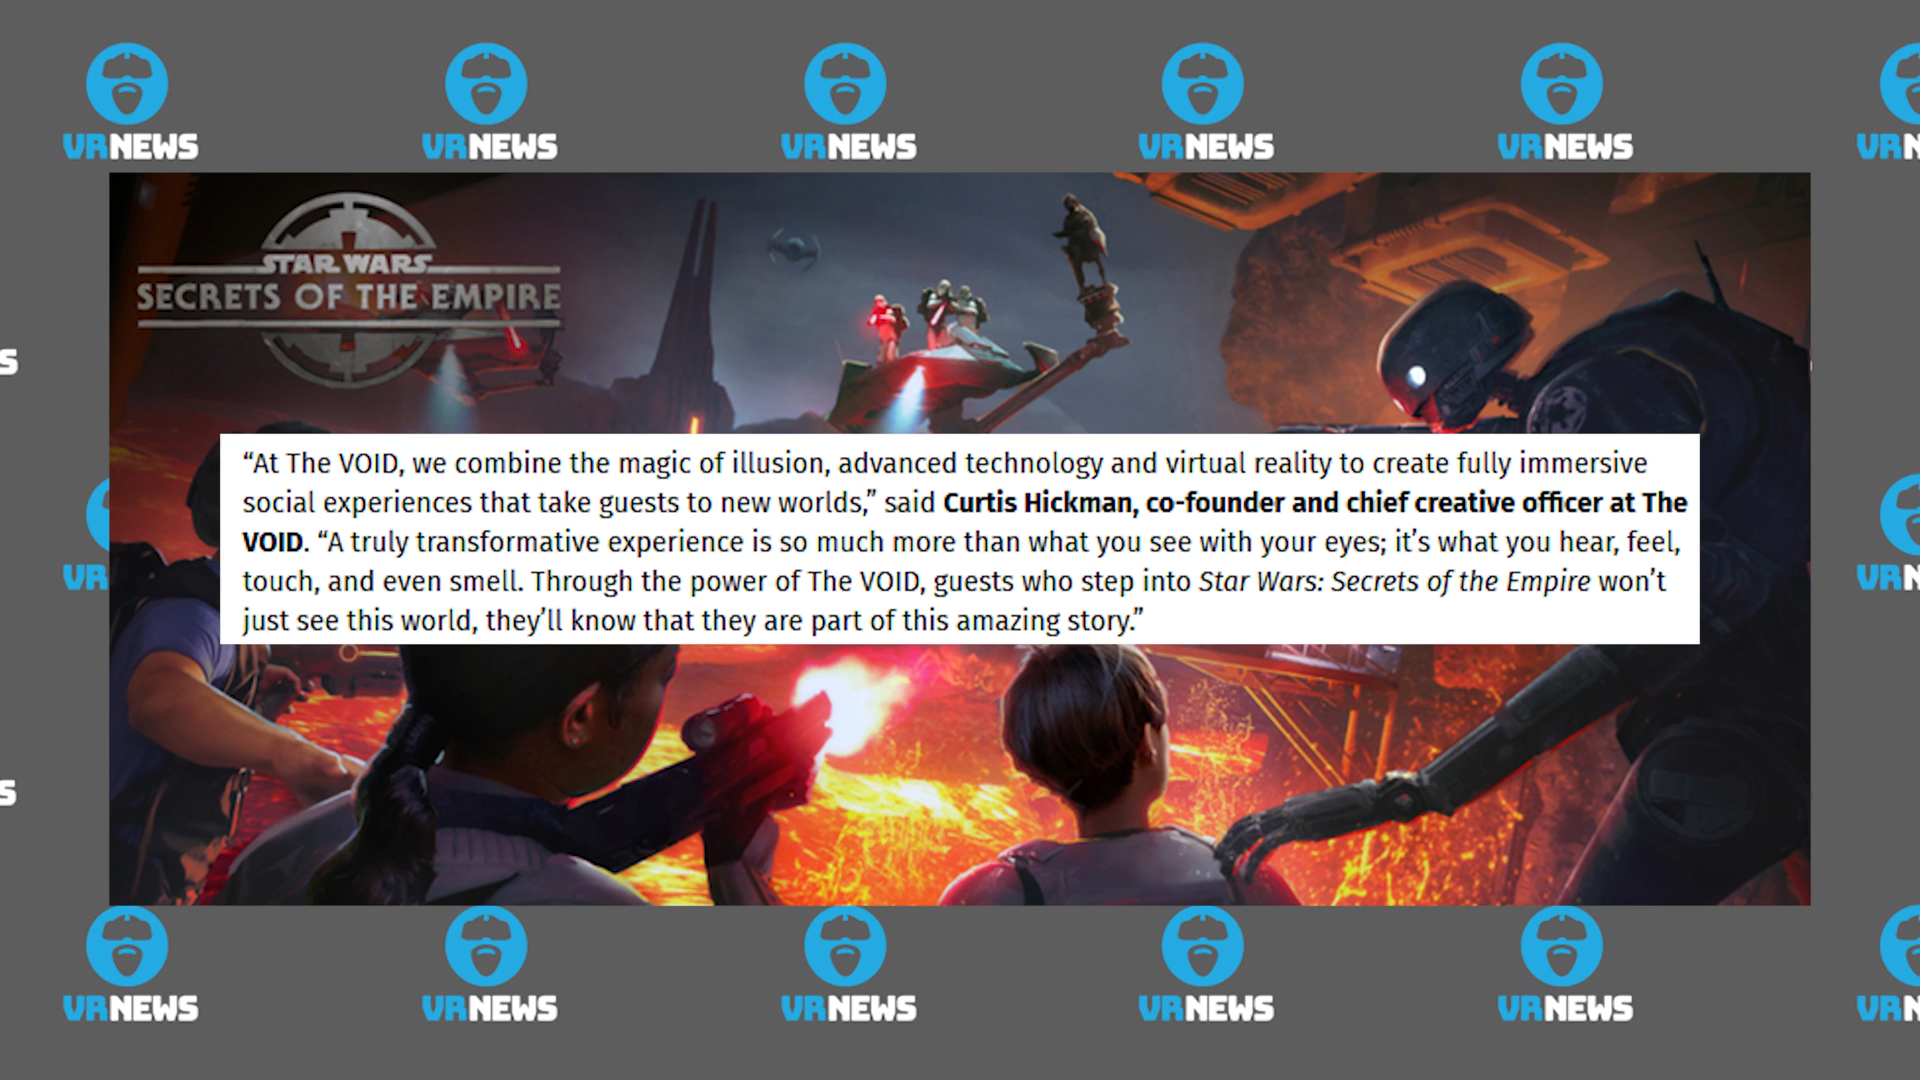 VRNEWS VRNEWS VRNEWS VRNEWS VRNEWS VRN
STAR WARS
SECRETS OF THE EMPIRE
S
“At The VOID, we combine the magic of illusion, advanced technology and virtual reality to create fully immersive
social experiences that take guests to new worlds,” said Curtis Hickman, co-founder and chief creative officer at The
VOID. “A truly transformative experience is so much more than what you see with your eyes; it’s what you hear, feel,
touch, and even smell. Through the power of The VOID, guests who step into Star Wars: Secrets of the Empire won’t
just see this world, they’ll know that they are part of this amazing story.”
VR VRN
S
VRNEWS VRNEWS VRNEWS VRNEWS VRNEWS VRN